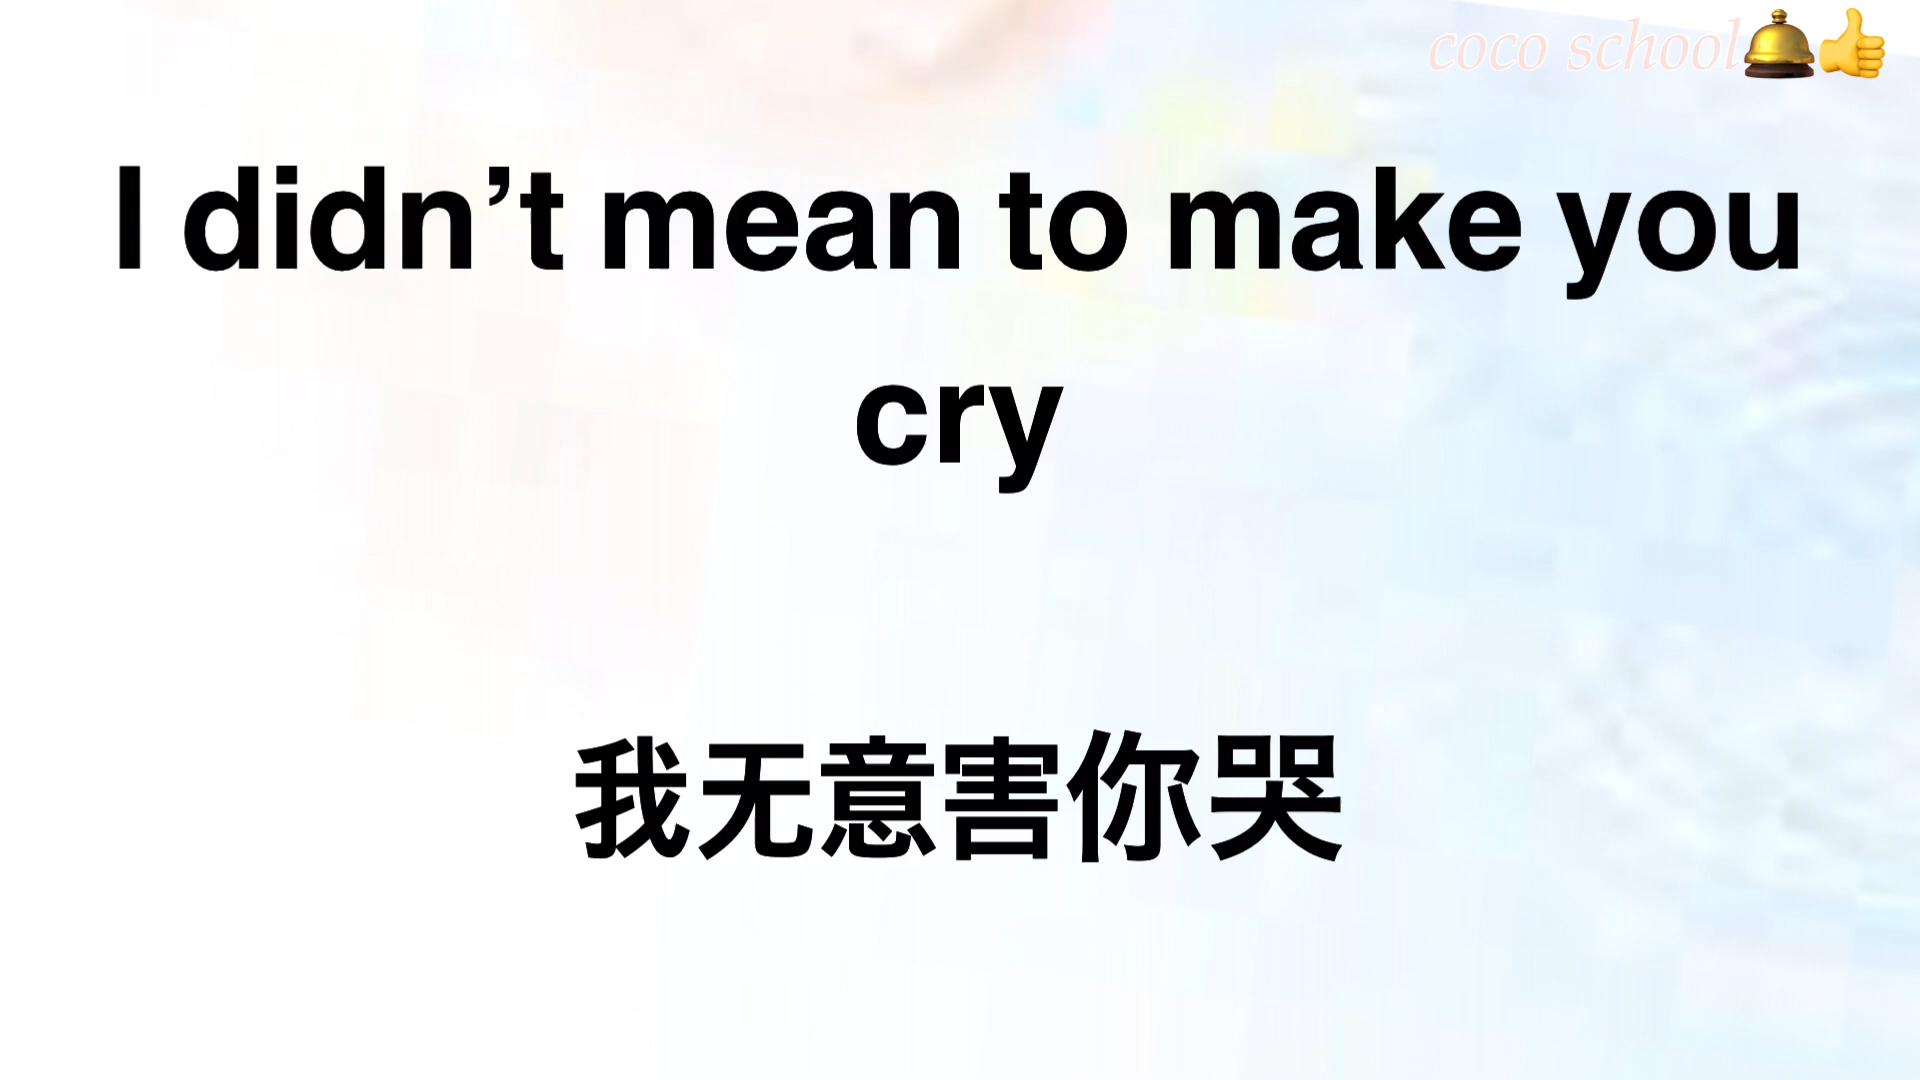 coco school🛎️👍
I didn’t mean to make you
cry
我无意害你哭